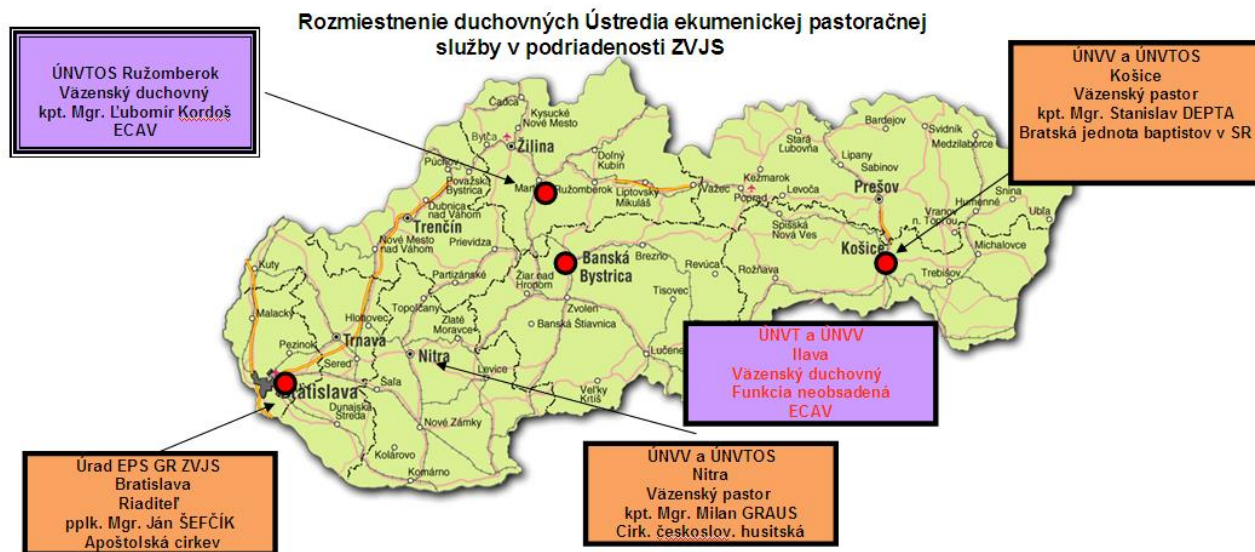 Rozmiestnenie duchovných Ústredia ekumenickej pastoračnej
služby v podriadenosti ZVJS
ÚNVTOS Ružomberok
Väzenský duchovný
kpt. Mgr. Ľubomír Kordoš
ECAV
ÚNVV a ÚNVTOS
Košice
Väzenský pastor
kpt. Mgr. Stanislav DEPTA
Bratská jednota baptistov v SR
Čadca
Kysucké
Nové Mesto
Bytča
Žilina
Púchov
Považská
Bystrica
Dubnica
nad Váhom
Trenčín
Nové Mesto
nad Váhom
Prievidza
Partizánske
Topoľčany
Mar
Ružomberok
Dolný
Kubín
Liptovský
Mikuláš
Važec
Poprad
Kežmarok
Stará
Ľubovňa
Levoča
Spišská
Nová Ves
Bardejov
Svidník
Medzilaborce
Lipany
Sabinov
Prešov
Snina
Humenné
Vranov
n. Topľou
Ubľa
Michalovce
Trebišov
Košice
Rožňava
Revúca
Brezno
Banská
Bystrica
Tisovec
Žiar nad
Hronom
Zvolen
Banská Štiavnica
Zlaté
Moravce
Lučene
Veľký
Krtíš
Levice
Nitra
Kuty
Malacky
Pezinok
Hlohovec
Trnava
Sereď
Šaľa
Bratislava
Dunajská
Streda
Nové Zámky
Kolárovo
Komárno
ÚNVT a ÚNVV
Ilava
Väzenský duchovný
Funkcia neobsadená
ECAV
Úrad EPS GR ZVJS
Bratislava
Riaditeľ
pplk. Mgr. Ján ŠEFČÍK
Apoštolská cirkev
ÚNVV a ÚNVTOS
Nitra
Väzenský pastor
kpt. Mgr. Milan GRAUS
Cirk. českoslov. husitská